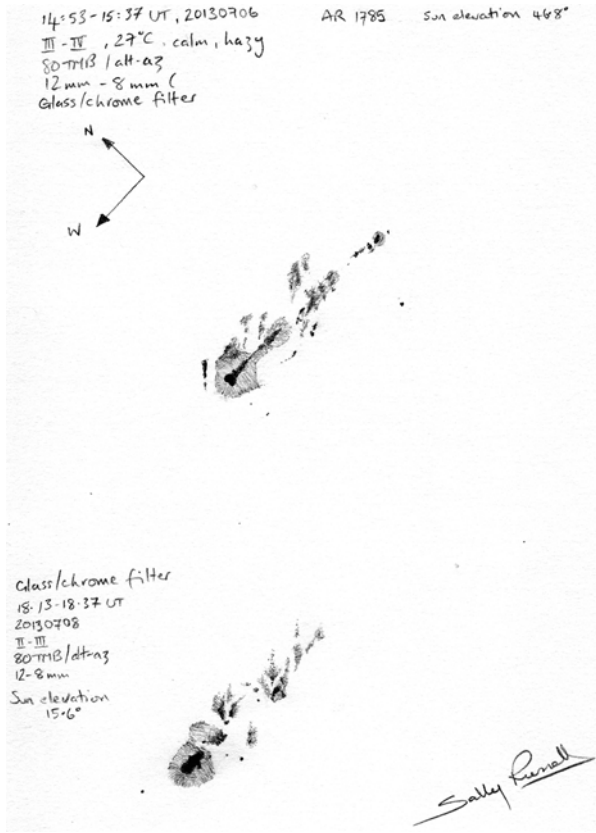 14:53-15:37 UT, 20130706
AR 1785
Sun elevation 46.8°
III-IV, 27°C. calm, hazy
80TMB/alt-az
12mm-8mm (
Glass/chrome filter
N
W
Glass/chrome filter
18.13-18.37 UT
20130708
II-III
80TMB/alt-az
12-8mm
Sun elevation
15.6°
Sally Russell